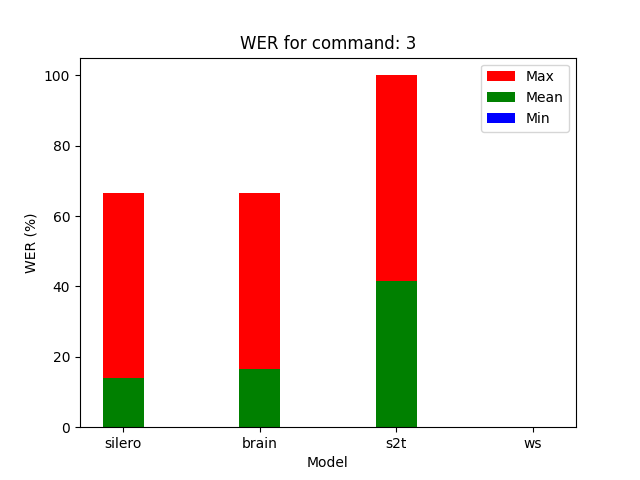 WER for command: 3
Max
Mean
Min
100
80
60
40
20
0
WER (%)
silero brain s2t ws
Model